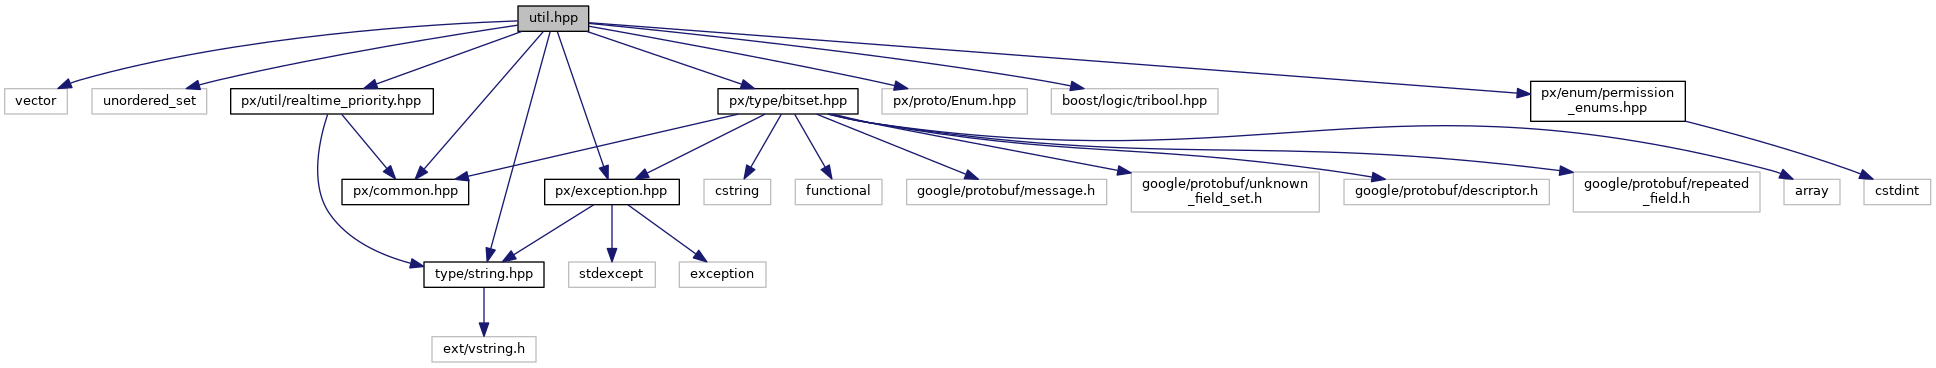 util.hpp
vector
unordered_set
px/util/realtime_priority.hpp
px/type/bitset.hpp
px/proto/Enum.hpp
boost/logic/tribool.hpp
px/enum/permission
_enums.hpp
px/common.hpp
px/exception.hpp
cstring
functional
google/protobuf/message.h
google/protobuf/unknown
_field_set.h
google/protobuf/descriptor.h
google/protobuf/repeated
_field.h
array
cstdint
type/string.hpp
stdexcept
exception
ext/vstring.h